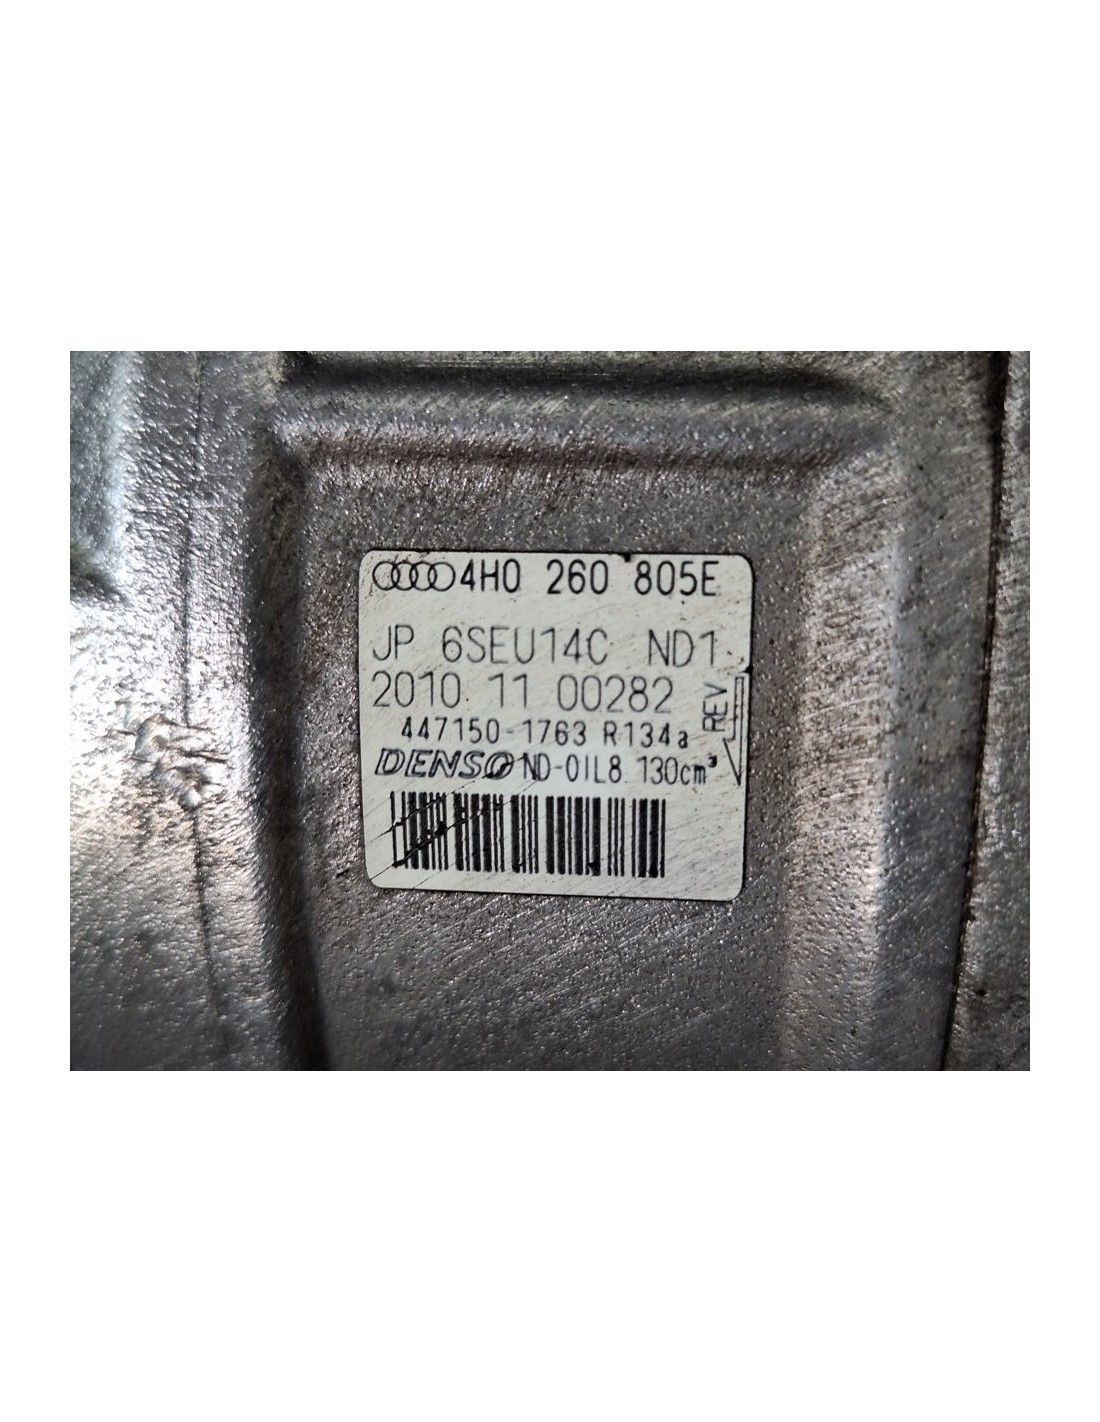 4H0 260 805E
JP 6SEU14C ND1
2010 11 00282
REV
447150-1763 R134a
DENSO ND-OIL8 130cm³